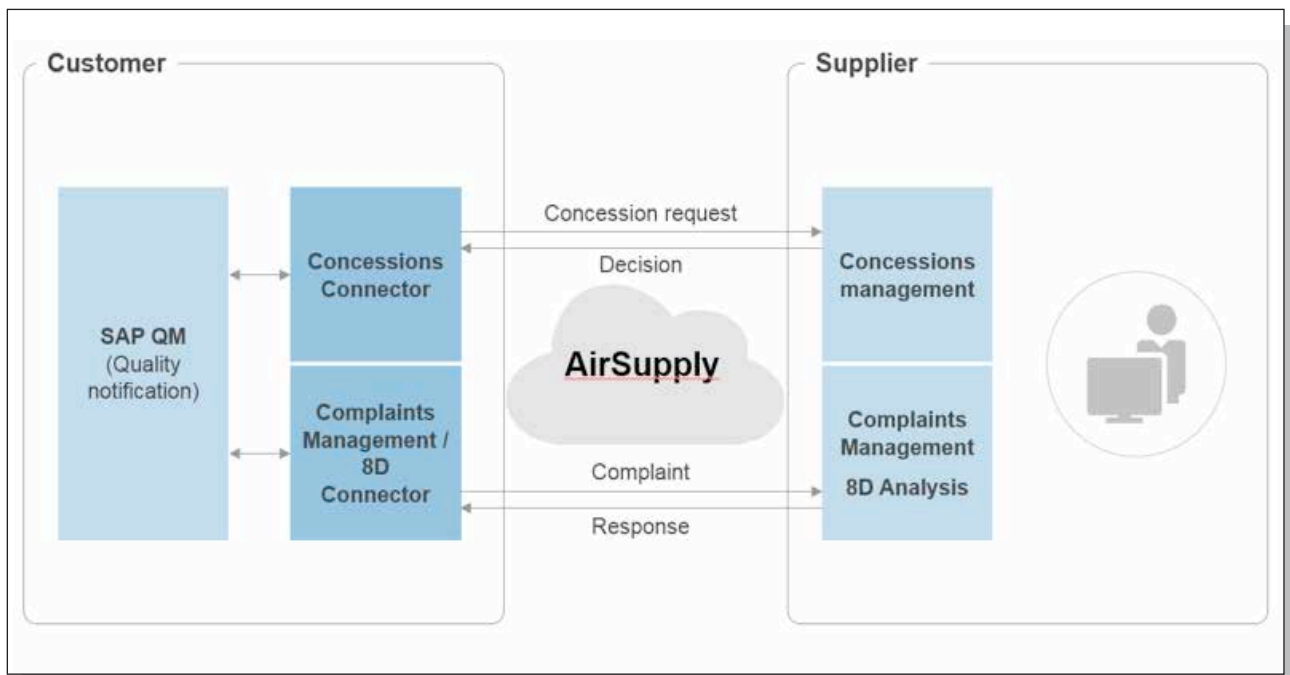 Customer
Supplier
SAP QM
(Quality
notification)
Concessions
Connector
Complaints
Management /
8D
Connector
Concession request
Decision
AirSupply
Complaint
Response
Concessions
management
Complaints
Management
8D Analysis